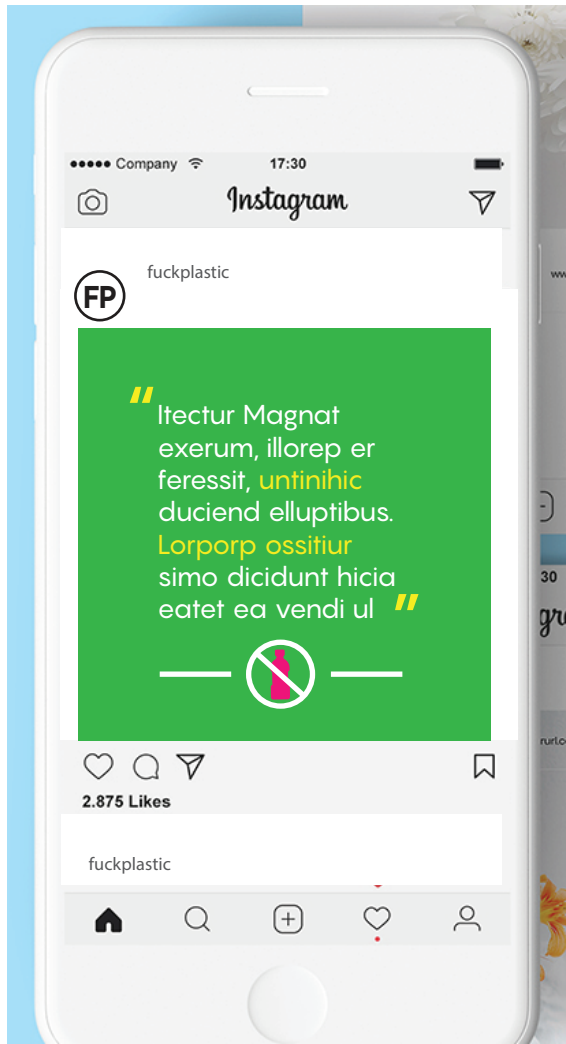 Company 17:30
Instagram
fuckplastic
FP
"Itectur Magnat
exerum, illorep er
feressit, untinihic
duciend elluptibus.
Lorporp ossitiur
simo dicidunt hicia
eatet ea vendi ul"
2.875 Likes
fuckplastic
30